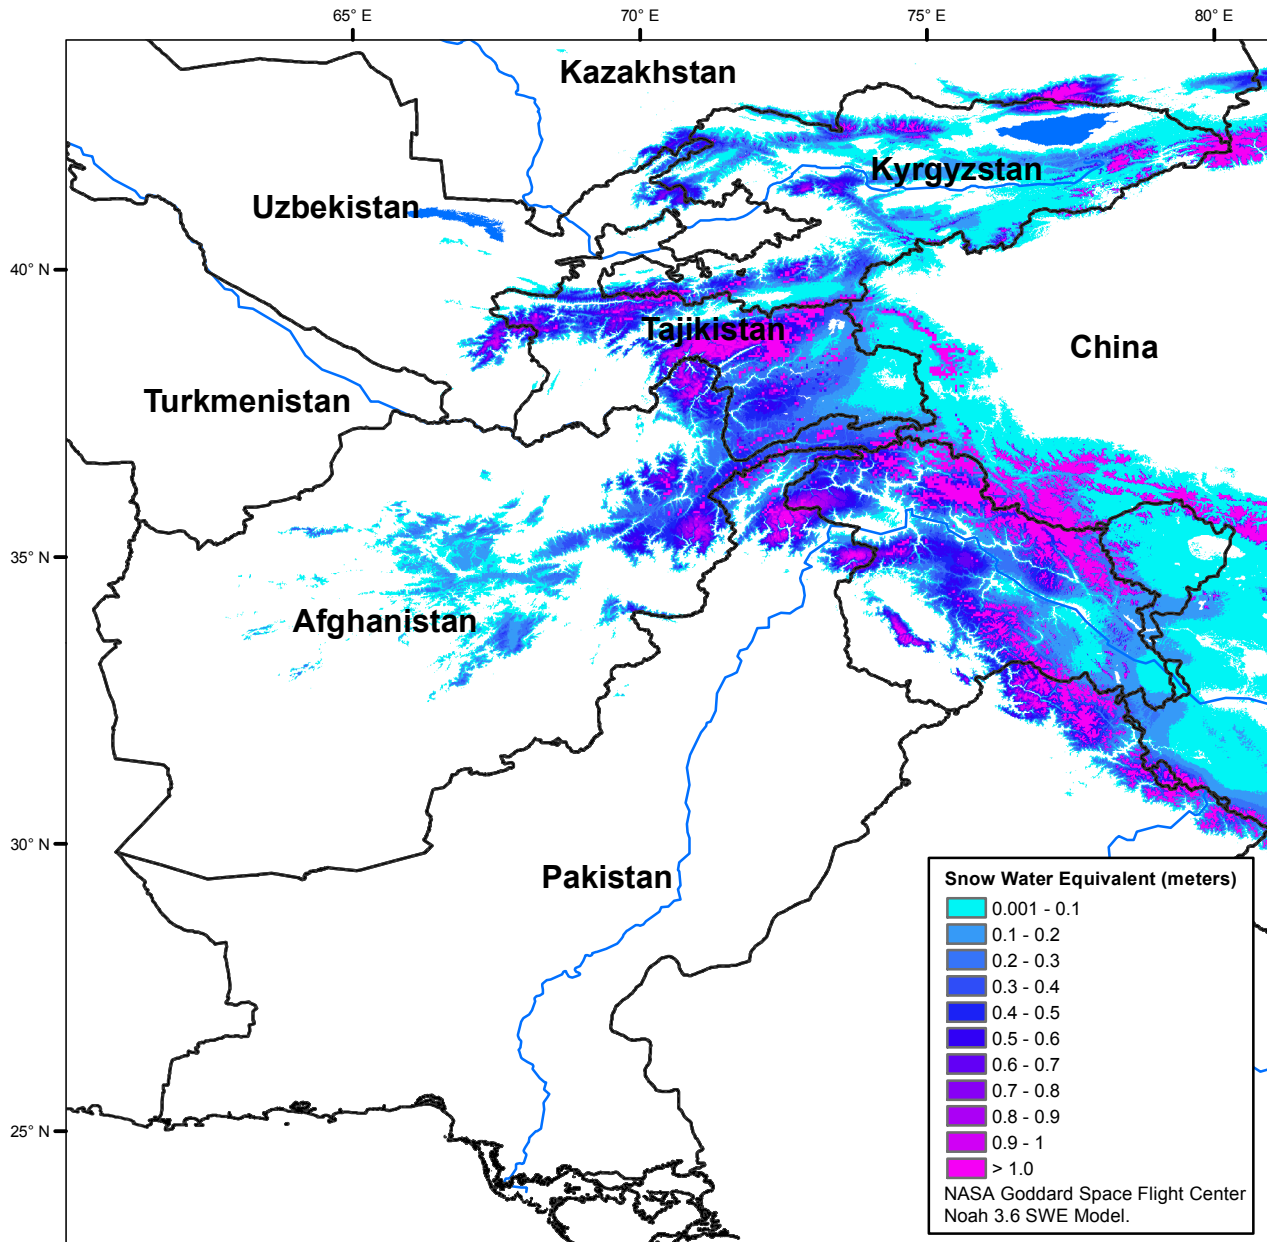 65° E
70° E
75° E
80° E
Kazakhstan
Kyrgyzstan
Uzbekistan
40° N
Tajikistan
China
Turkmenistan
35° N
Afghanistan
30° N
Pakistan
Snow Water Equivalent (meters)
0.001 - 0.1
0.1 - 0.2
0.2 - 0.3
0.3 - 0.4
0.4 - 0.5
0.5 - 0.6
0.6 - 0.7
0.7 - 0.8
0.8 - 0.9
0.9 - 1
> 1.0
25° N
NASA Goddard Space Flight Center
Noah 3.6 SWE Model.